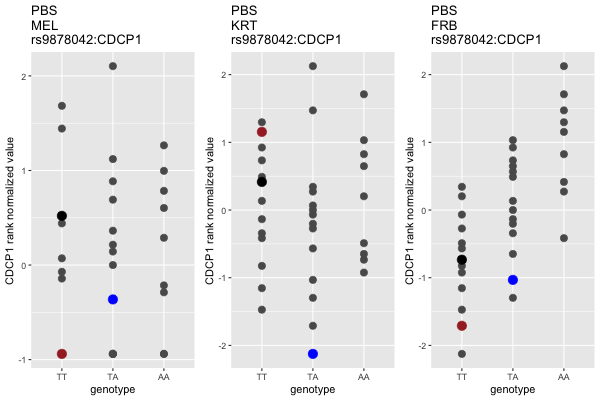 PBS
MEL
rs9878042:CDCP1
CDCP1 rank normalized value
2
1
0
-1
TT
TA
AA
genotype
PBS
KRT
rs9878042:CDCP1
CDCP1 rank normalized value
2
1
0
-1
-2
TT
TA
AA
genotype
PBS
FRB
rs9878042:CDCP1
CDCP1 rank normalized value
2
1
0
-1
-2
TT
TA
AA
genotype